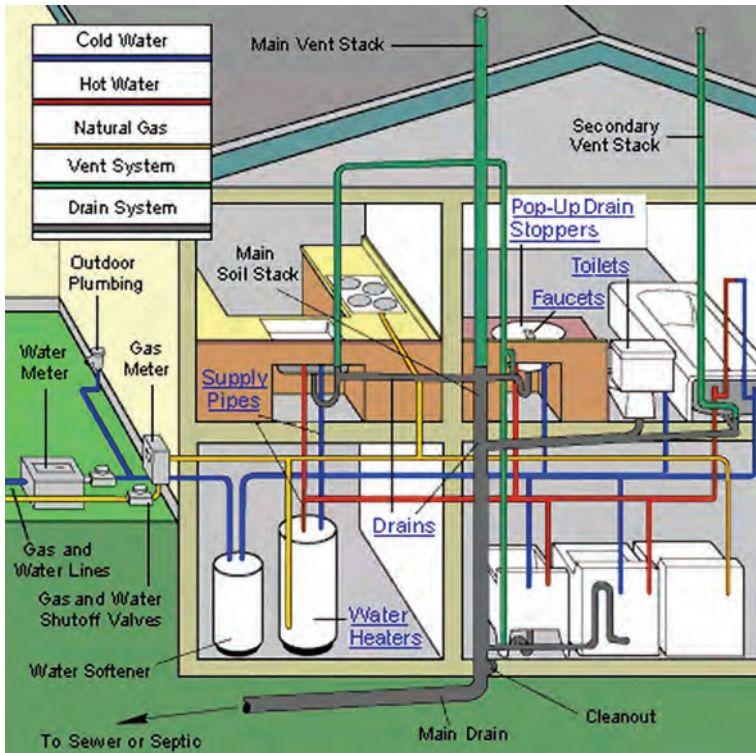 Cold Water
Hot Water
Natural Gas
Vent System
Drain System
Main Vent Stack
Secondary
Vent Stack
Pop-Up Drain
Stoppers
Main
Soil Stack
Toilets
Faucets
Outdoor
Plumbing
Water
Meter
Gas
Meter
Supply
Pipes
Drains
Gas and
Water Lines
Gas and Water
Shutoff Valves
Water
Heaters
Water Softener
Cleanout
Main Drain
To Sewer or Septic